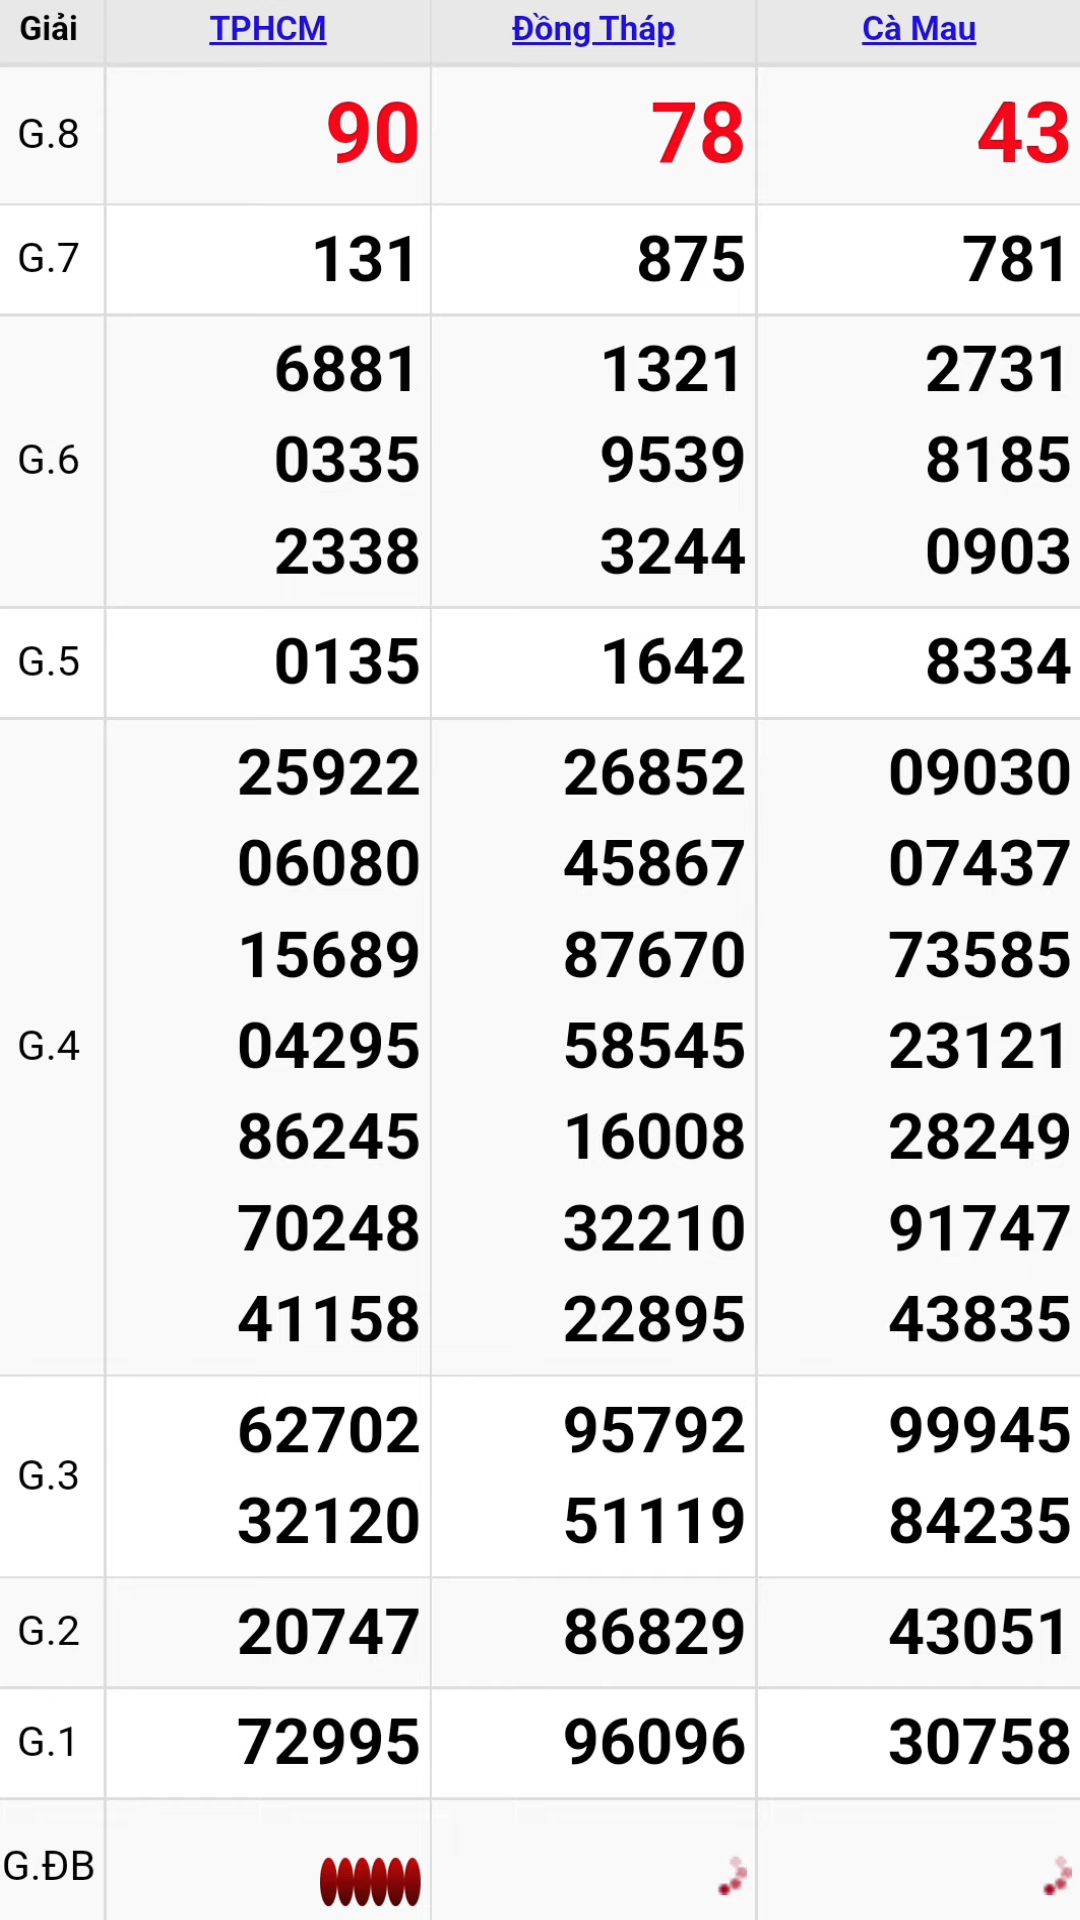 Giải TPHCM Đồng Tháp Cà Mau
G.8 90 78 43
G.7 131 875 781
6881 1321 2731
G.6 0335 9539 8185
2338 3244 0903
G.5 0135 1642 8334
25922 26852 09030
06080 45867 07437
15689 87670 73585
G.4 04295 58545 23121
86245 16008 28249
70248 32210 91747
41158 22895 43835
G.3 62702 95792 99945
32120 51119 84235
G.2 20747 86829 43051
G.1 72995 96096 30758
G.ĐB